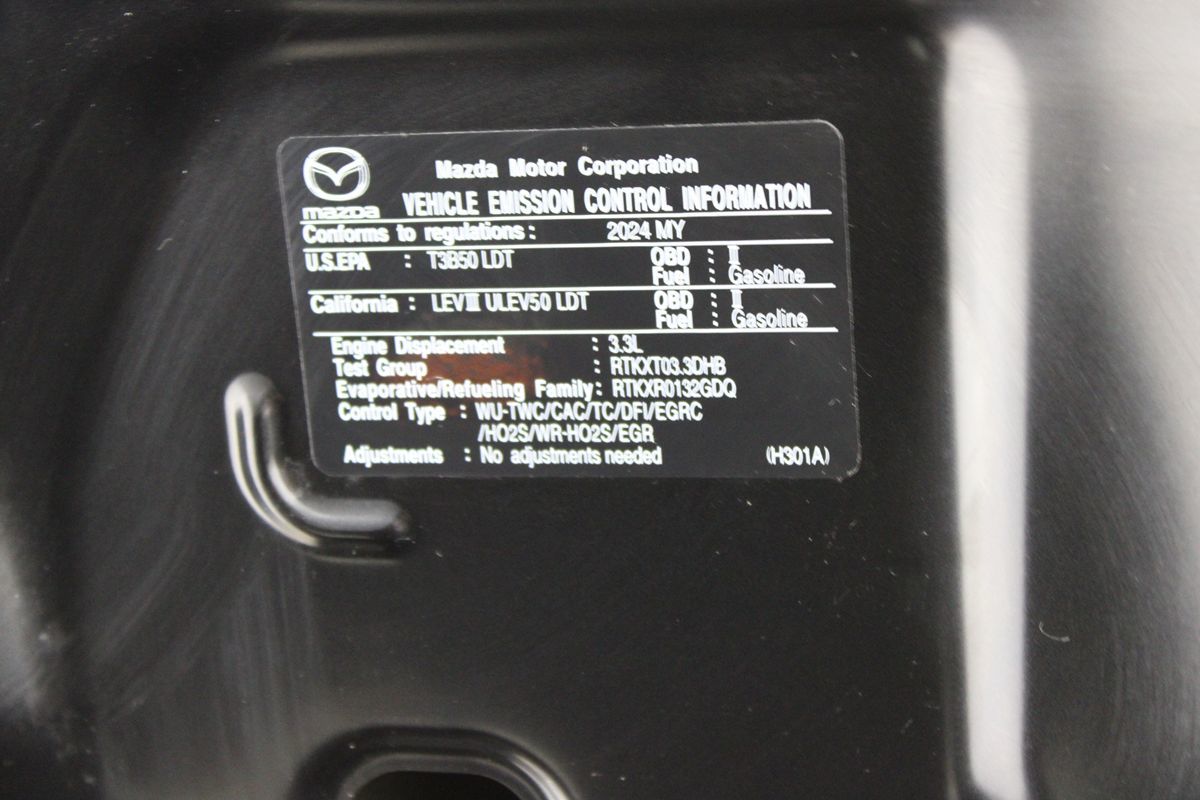 Mazda Motor Corporation
mazda VEHICLE EMISSION CONTROL INFORMATION
Conforms to regulations : 2024 MY
U.S.EPA : T3B50 LDT OBD : II
Fuel : Gasoline
California : LEVIII ULEV50 LDT OBD : II
Fuel : Gasoline
Engine Displacement : 3.3L
Test Group : RTKXT03.3DHB
Evaporative/Refueling Family : RTKXR0132GDQ
Control Type : WU-TWC/CAC/TC/DFI/EGRC
/HO2S/WR-HO2S/EGR
Adjustments : No adjustments needed (H301A)